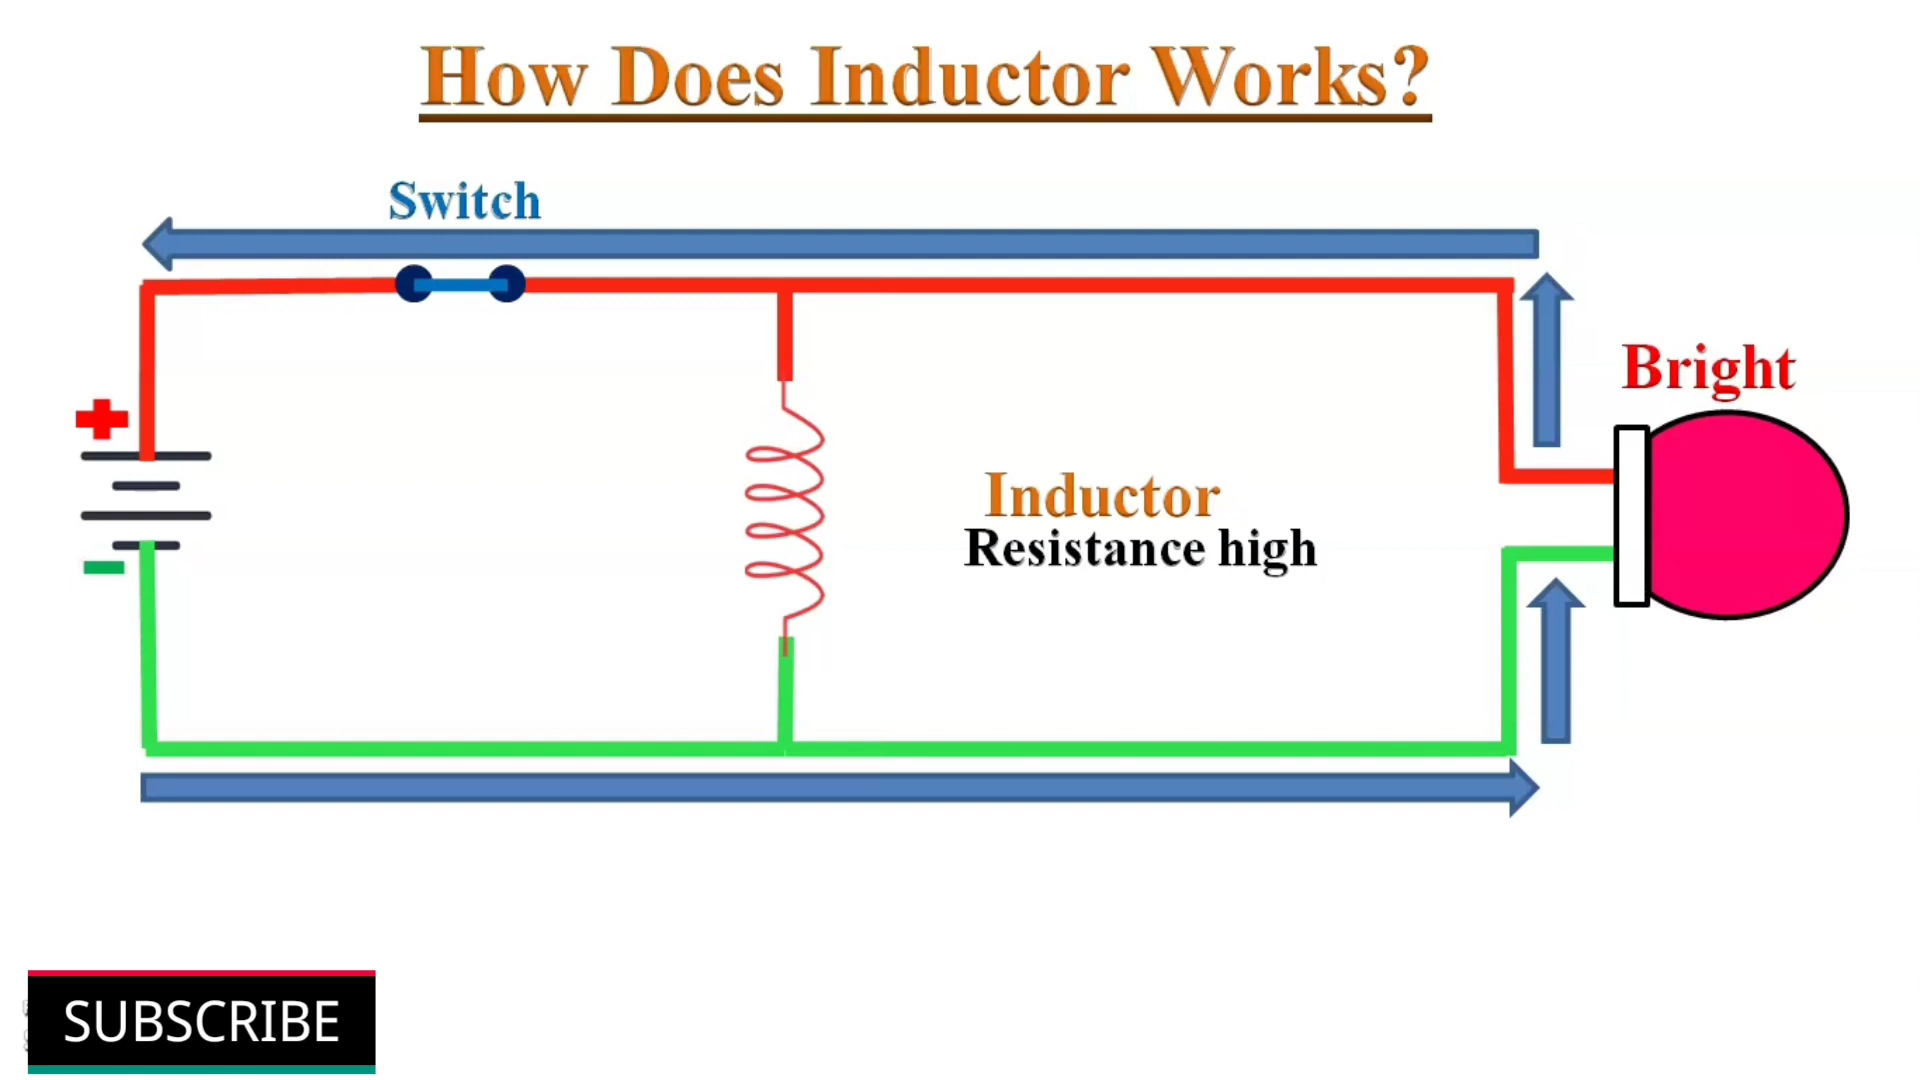 How Does Inductor Works?
Switch
Bright
Inductor
Resistance high
SUBSCRIBE